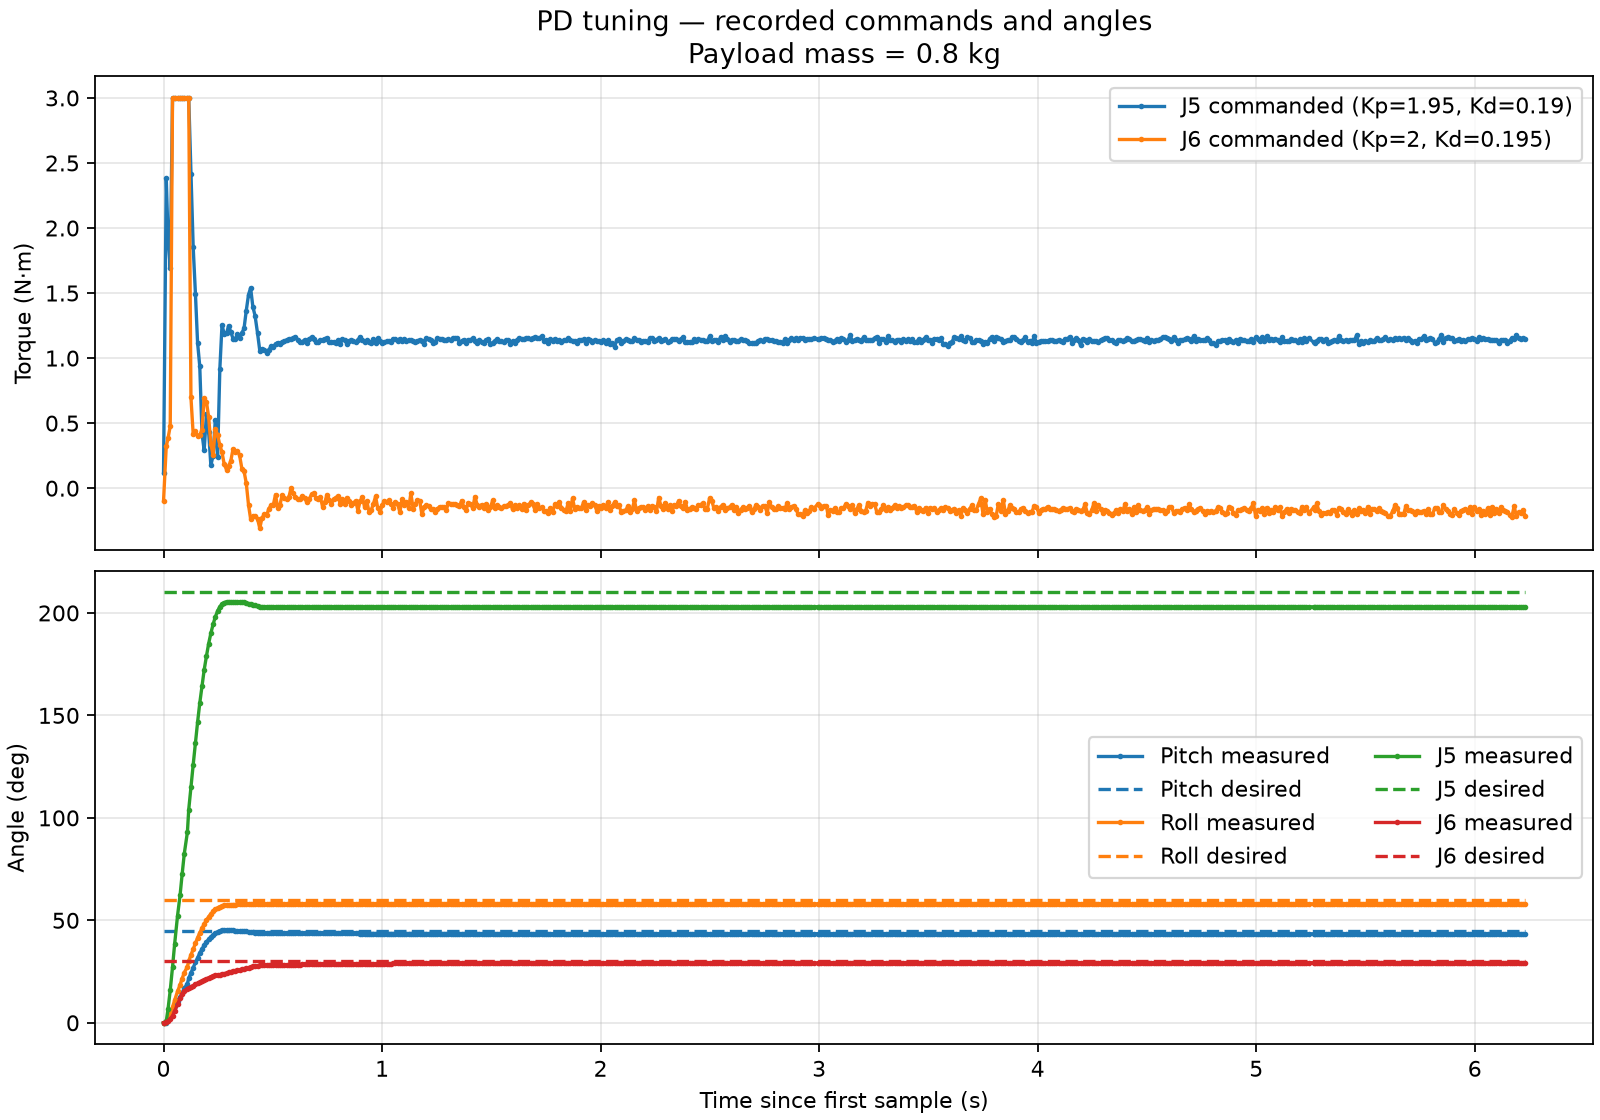 PD tuning — recorded commands and angles
Payload mass = 0.8 kg
3.0
2.5
2.0
1.5
1.0
0.5
0.0
Torque (N·m)
J5 commanded (Kp=1.95, Kd=0.19)
J6 commanded (Kp=2, Kd=0.195)
200
150
100
50
0
Angle (deg)
Pitch measured
Pitch desired
Roll measured
Roll desired
J5 measured
J5 desired
J6 measured
J6 desired
0 1 2 3 4 5 6
Time since first sample (s)